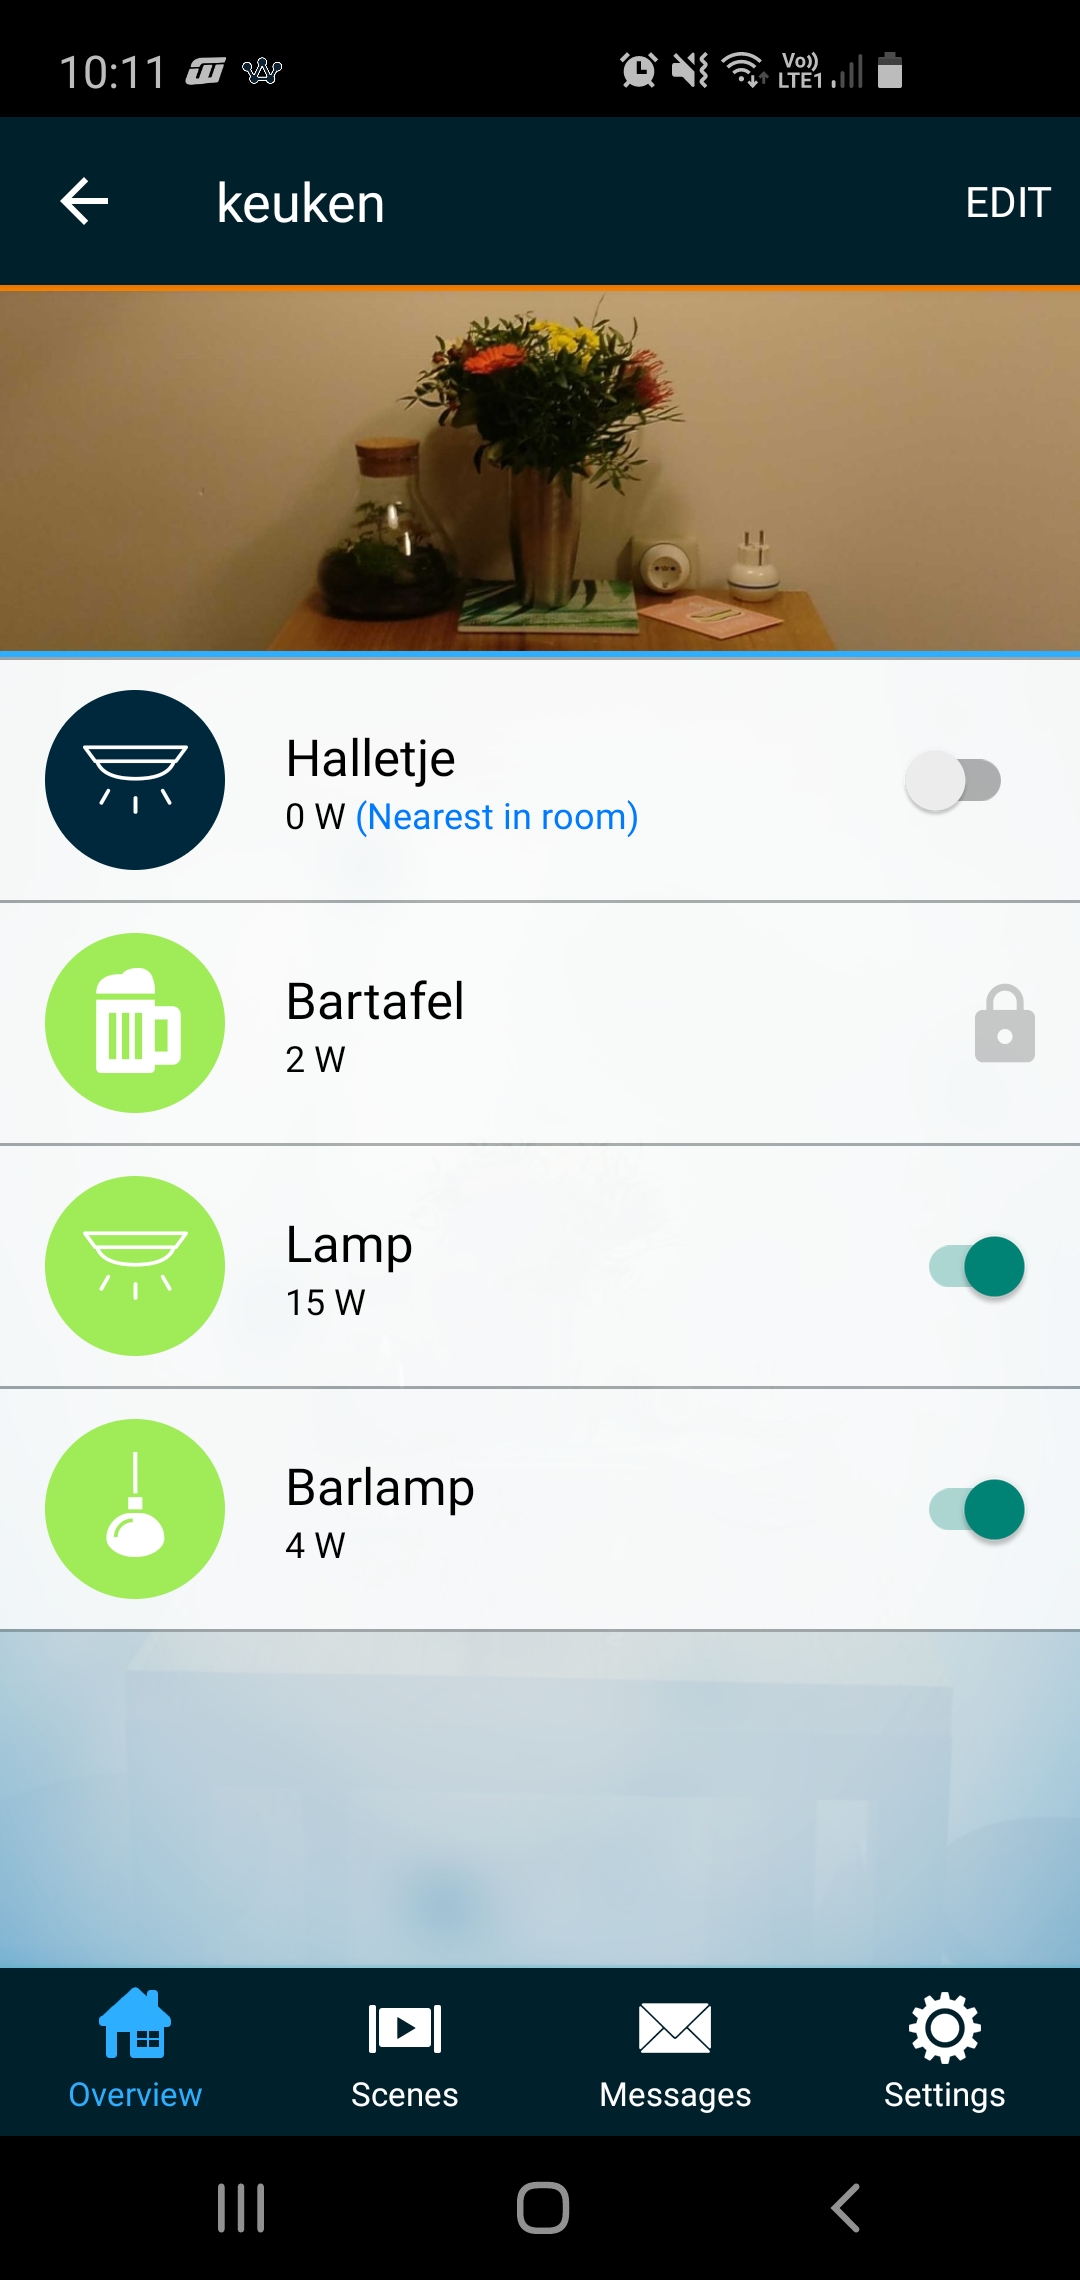 10:11
Vo))
LTE1
keuken
EDIT
Halletje
0 W (Nearest in room)
Bartafel
2 W
Lamp
15 W
Barlamp
4 W
Overview
Scenes
Messages
Settings